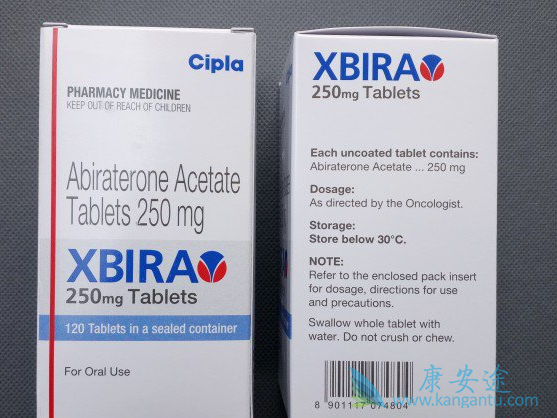 Cipla
PHARMACY MEDICINE
KEEP OUT OF REACH OF CHILDREN
Abiraterone Acetate
Tablets 250 mg
XBIRA
250mg Tablets
120 Tablets in a sealed container
For Oral Use
XBIRA
250mg Tablets
Each uncoated tablet contains:
Abiraterone Acetate ... 250 mg
Dosage:
As directed by the Oncologist.
Storage:
Store below 30°C.
NOTE:
Refer to the enclosed pack insert
for dosage, directions for use
and precautions.
Swallow whole tablet with
water. Do not crush or chew.
8 901117 074804
康安途
www.kangantu.com